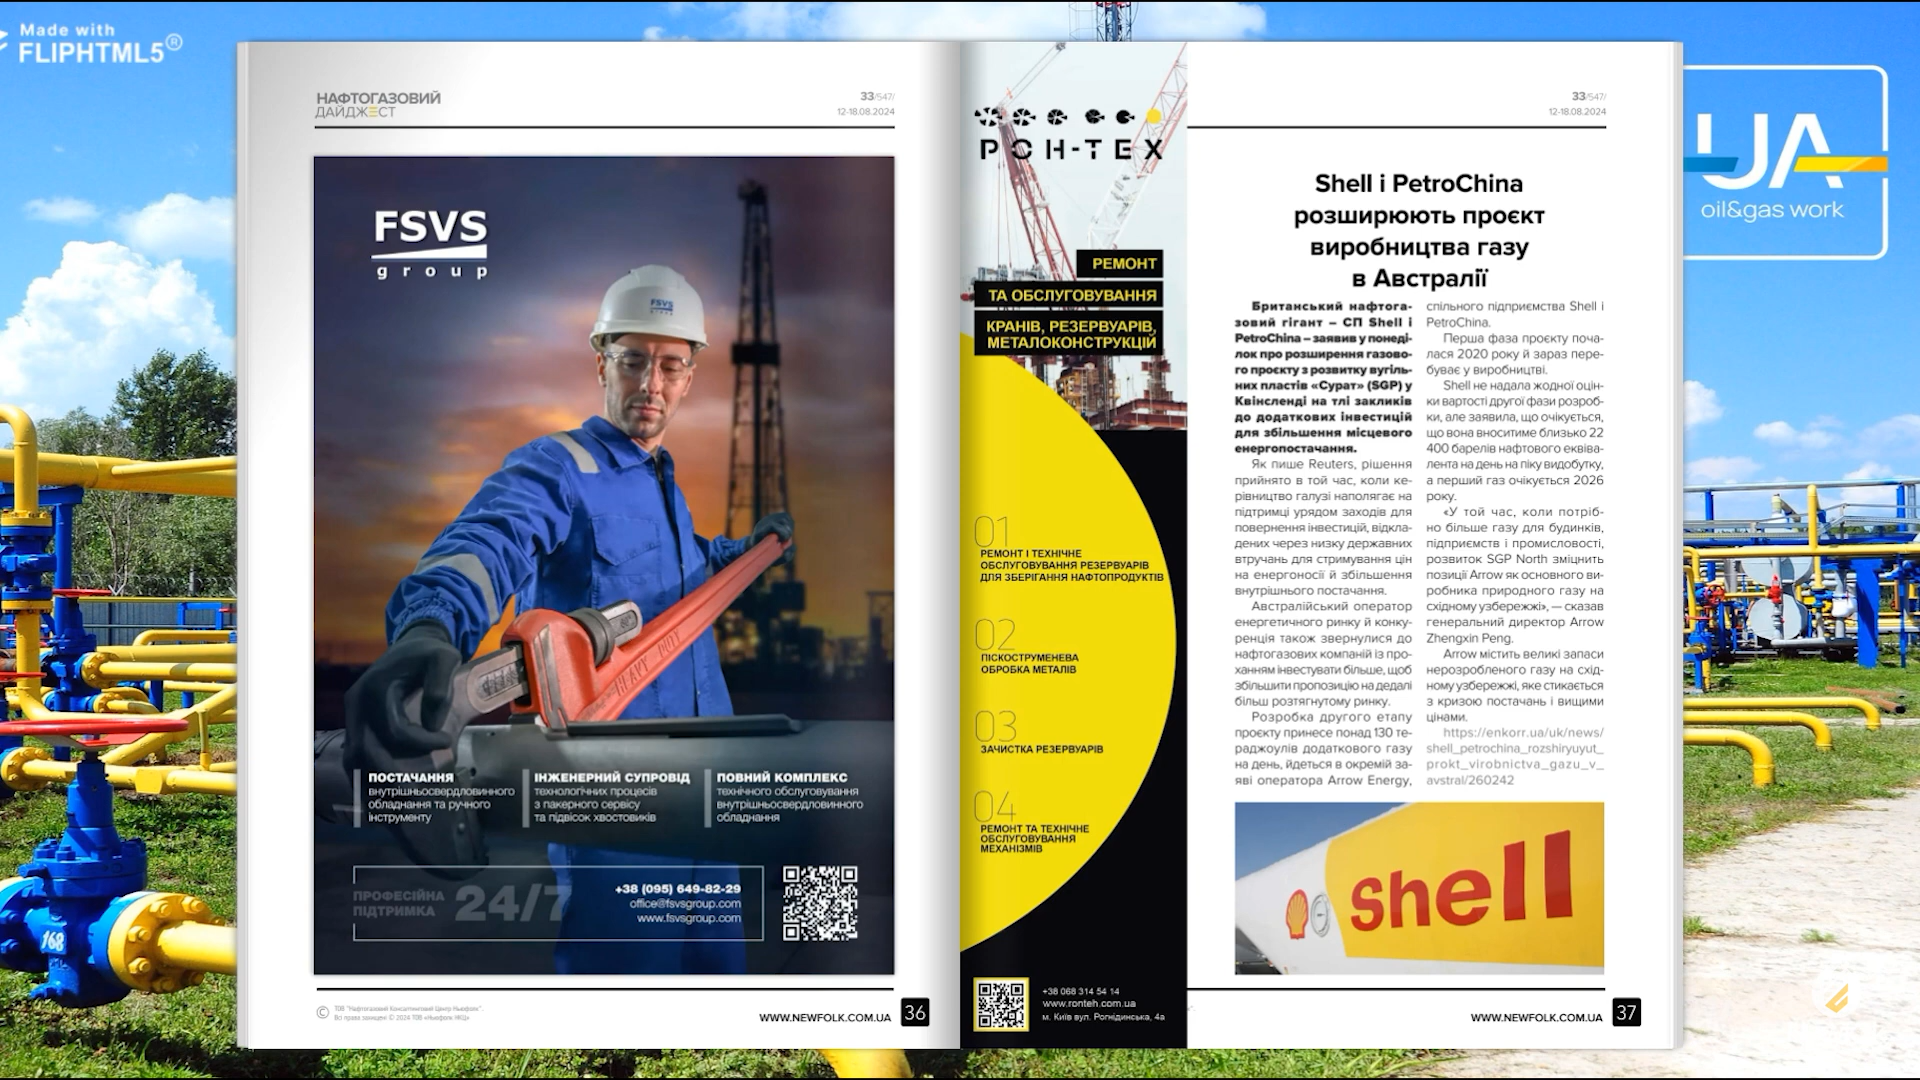 Made with
FLIPHTML5®
НАФТОГАЗОВИЙ
ДАЙДЖЕСТ
33/547/
12-18.08.2024
FSVS
group
FSVS
group
HEAVY DUTY
ПОСТАЧАННЯ
внутрішньосвердловинного
обладнання та ручного
інструменту
ІНЖЕНЕРНИЙ СУПРОВІД
технологічних процесів
з пакерного сервісу
та підвісок хвостовиків
ПОВНИЙ КОМПЛЕКС
технічного обслуговування
внутрішньосвердловинного
обладнання
ПРОФЕСІЙНА
ПІДТРИМКА
24/7
+38 (095) 649-82-29
office@fsvsgroup.com
www.fsvsgroup.com
© ТОВ "Нафтогазовий Консалтинговий Центр Ньюфолк".
Всі права захищені © 2024 ТОВ «Ньюфолк НКЦ»
WWW.NEWFOLK.COM.UA
36
РОН-ТЕХ
РЕМОНТ
ТА ОБСЛУГОВУВАННЯ
КРАНІВ, РЕЗЕРВУАРІВ,
МЕТАЛОКОНСТРУКЦІЙ
01
РЕМОНТ І ТЕХНІЧНЕ
ОБСЛУГОВУВАННЯ РЕЗЕРВУАРІВ
ДЛЯ ЗБЕРІГАННЯ НАФТОПРОДУКТІВ
02
ПІСКОСТРУМЕНЕВА
ОБРОБКА МЕТАЛІВ
03
ЗАЧИСТКА РЕЗЕРВУАРІВ
04
РЕМОНТ ТА ТЕХНІЧНЕ
ОБСЛУГОВУВАННЯ
МЕХАНІЗМІВ
+38 068 314 54 14
www.ronteh.com.ua
м. Київ вул. Рогнідинська, 4а
33/547/
12-18.08.2024
Shell і PetroChina
розширюють проєкт
виробництва газу
в Австралії
Британський нафтога-
зовий гігант – СП Shell і
PetroChina – заявив у понеді-
лок про розширення газово-
го проєкту з розвитку вугіль-
них пластів «Сурат» (SGP) у
Квінсленді на тлі закликів
до додаткових інвестицій
для збільшення місцевого
енергопостачання.
Як пише Reuters, рішення
прийнято в той час, коли ке-
рівництво галузі наполягає на
підтримці урядом заходів для
повернення інвестицій, відкла-
дених через низку державних
втручань для стримування цін
на енергоносії й збільшення
внутрішнього постачання.
Австралійський оператор
енергетичного ринку й конку-
ренція також звернулися до
нафтогазових компаній із про-
ханням інвестувати більше, щоб
збільшити пропозицію на дедалі
більш розтягнутому ринку.
Розробка другого етапу
проєкту принесе понад 130 те-
раджоулів додаткового газу
на день, йдеться в окремій за-
яві оператора Arrow Energy,
спільного підприємства Shell і
PetroChina.
Перша фаза проєкту поча-
лася 2020 року й зараз пере-
буває у виробництві.
Shell не надала жодної оцін-
ки вартості другої фази розроб-
ки, але заявила, що очікується,
що вона вноситиме близько 22
400 барелів нафтового еквіва-
лента на день на піку видобутку,
а перший газ очікується 2026
року.
«У той час, коли потріб-
но більше газу для будинків,
підприємств і промисловості,
розвиток SGP North зміцнить
позиції Arrow як основного ви-
робника природного газу на
східному узбережжі», — сказав
генеральний директор Arrow
Zhengxin Peng.
Arrow містить великі запаси
нерозробленого газу на схід-
ному узбережжі, яке стикається
з кризою постачань і вищими
цінами.
https://enkorr.ua/uk/news/
shell_petrochina_rozshiryuyut_
prokt_virobnictva_gazu_v_
avstral/260242
Shell
WWW.NEWFOLK.COM.UA
37
UA
oil&gas work
168